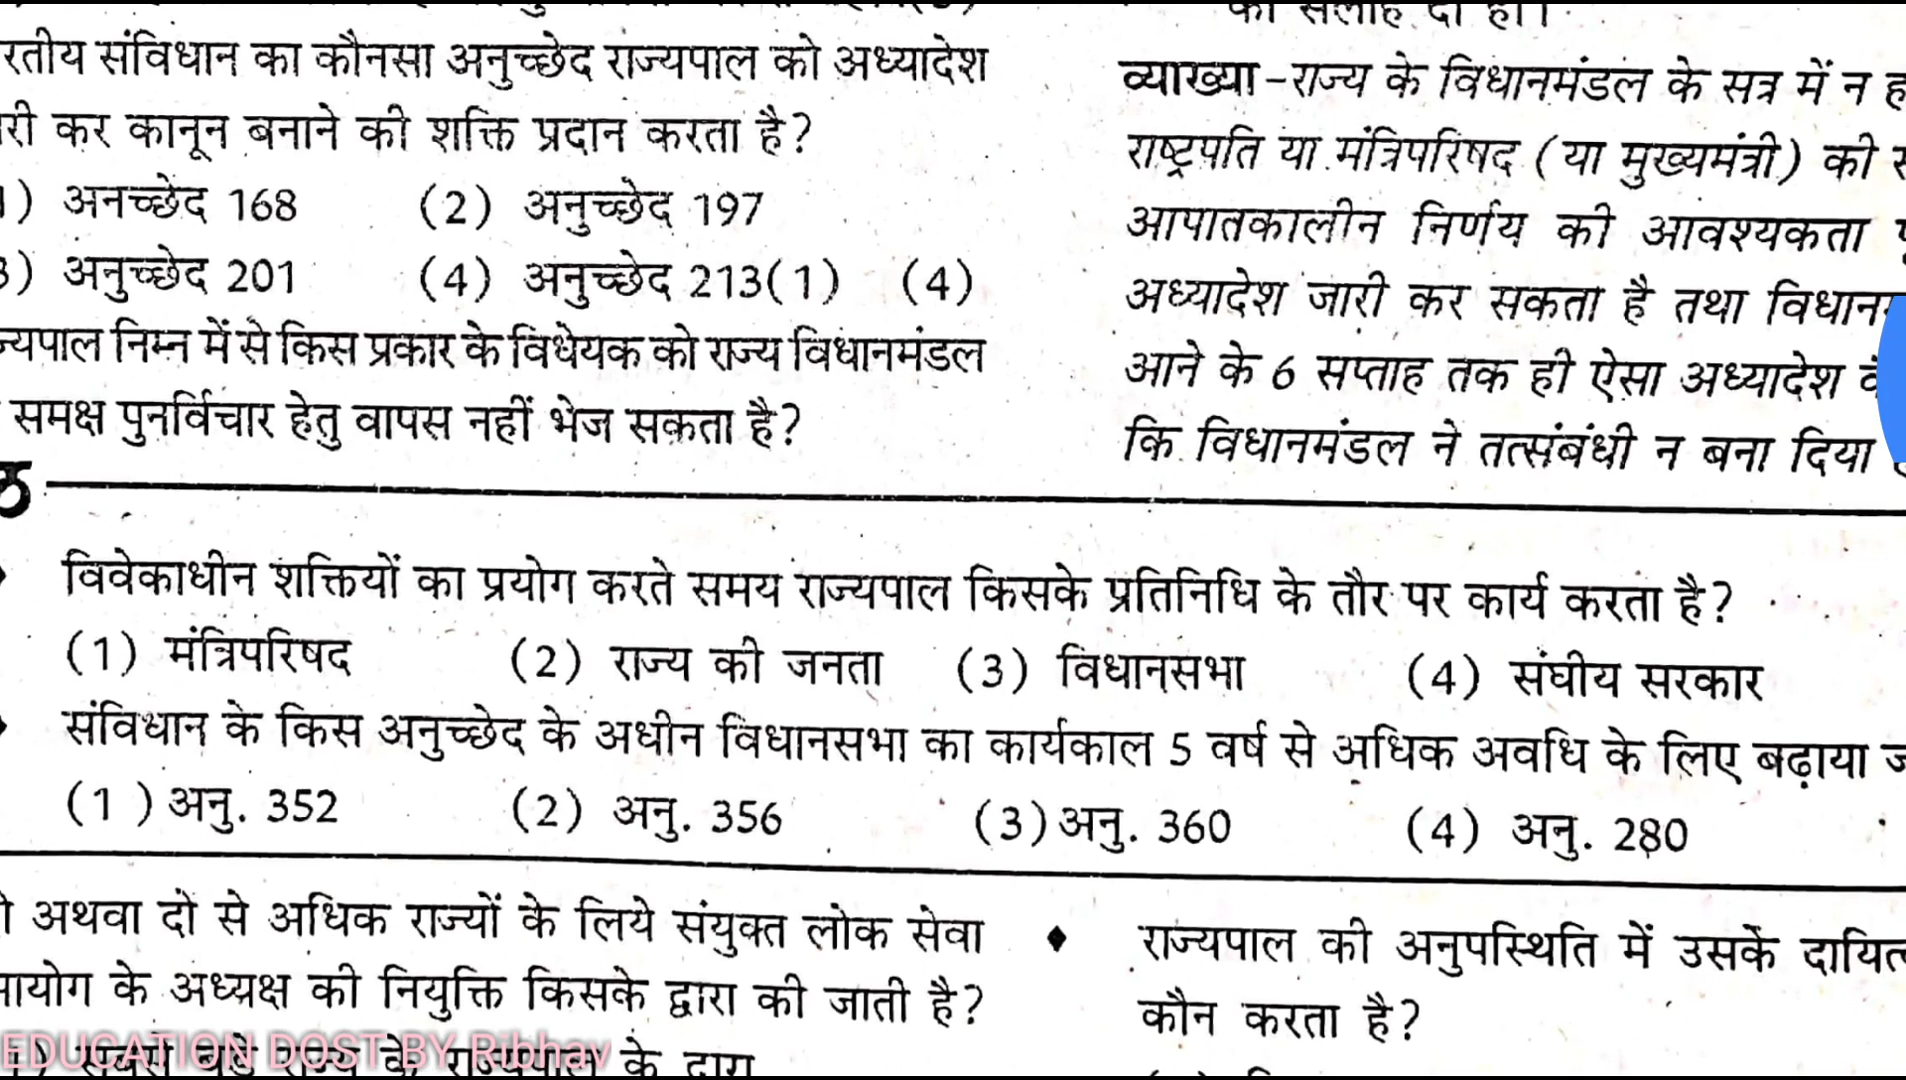 रतीय संविधान का कौनसा अनुच्छेद राज्यपाल को अध्यादेश
री कर कानून बनाने की शक्ति प्रदान करता है?
) अनच्छेद 168 (2) अनुच्छेद 197
) अनुच्छेद 201 (4) अनुच्छेद 213(1) (4)
ज्यपाल निम्न में से किस प्रकार के विधेयक को राज्य विधानमंडल
समक्ष पुनर्विचार हेतु वापस नहीं भेज सकता है?
को सलाह दी हो।
व्याख्या-राज्य के विधानमंडल के सत्र में न ह
राष्ट्रपति या मंत्रिपरिषद (या मुख्यमंत्री) की स
आपातकालीन निर्णय की आवश्यकता
अध्यादेश जारी कर सकता है तथा विधान
आने के 6 सप्ताह तक ही ऐसा अध्यादेश
कि विधानमंडल ने तत्संबंधी न बना दिया
विवेकाधीन शक्तियों का प्रयोग करते समय राज्यपाल किसके प्रतिनिधि के तौर पर कार्य करता है?
(1) मंत्रिपरिषद (2) राज्य की जनता (3) विधानसभा (4) संघीय सरकार
संविधान के किस अनुच्छेद के अधीन विधानसभा का कार्यकाल 5 वर्ष से अधिक अवधि के लिए बढ़ाया ज
(1 ) अनु. 352 (2) अनु. 356 (3) अनु. 360 (4) अनु. 280
अथवा दो से अधिक राज्यों के लिये संयुक्त लोक सेवा
आयोग के अध्यक्ष की नियुक्ति किसके द्वारा की जाती है?
सबसे बड़े राज्य के राज्यपाल के द्वारा
♦ राज्यपाल की अनुपस्थिति में उसके दायित्
कौन करता है?
EDUCATION DOST BY Ribhav